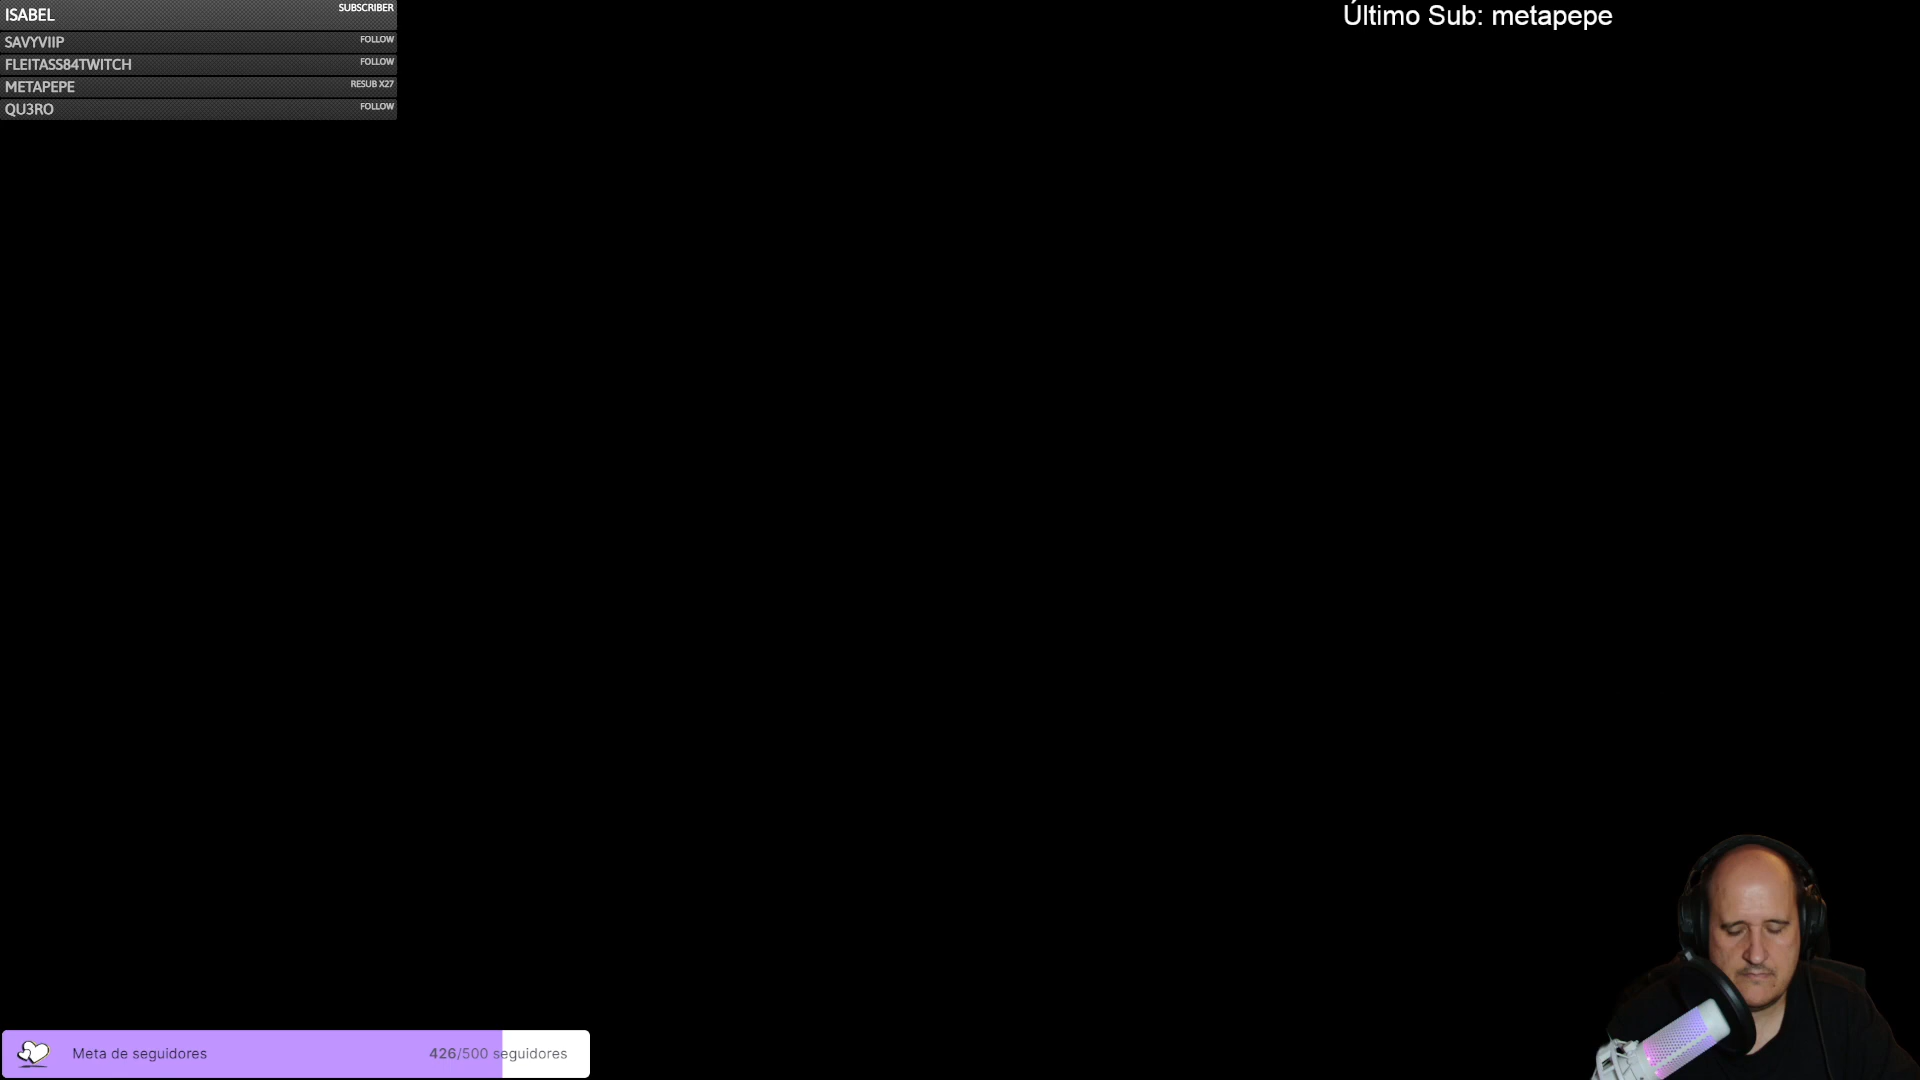 ISABEL SUBSCRIBER
SAVYVIIP FOLLOW
FLEITASS84TWITCH FOLLOW
METAPEPE RESUB X27
QU3RO FOLLOW
Último Sub: metapepe
Meta de seguidores 426/500 seguidores